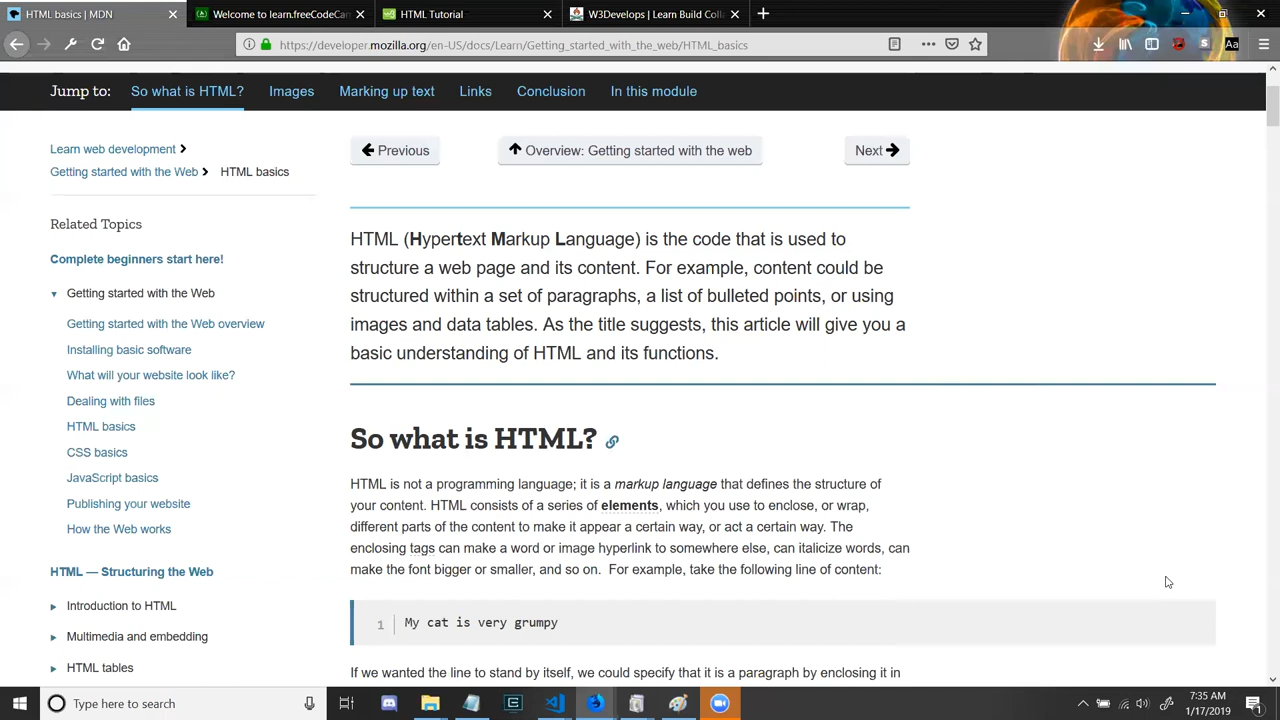 HTML basics | MDN
Welcome to learn.freeCodeCan
HTML Tutorial
W3Develops | Learn Build Colla
https://developer.mozilla.org/en-US/docs/Learn/Getting_started_with_the_web/HTML_basics
Aa
Jump to: So what is HTML? Images Marking up text Links Conclusion In this module
Learn web development
Getting started with the Web HTML basics
Related Topics
Complete beginners start here!
Getting started with the Web
Getting started with the Web overview
Installing basic software
What will your website look like?
Dealing with files
HTML basics
CSS basics
JavaScript basics
Publishing your website
How the Web works
HTML — Structuring the Web
Introduction to HTML
Multimedia and embedding
HTML tables
Previous Overview: Getting started with the web Next
HTML (Hypertext Markup Language) is the code that is used to
structure a web page and its content. For example, content could be
structured within a set of paragraphs, a list of bulleted points, or using
images and data tables. As the title suggests, this article will give you a
basic understanding of HTML and its functions.
So what is HTML?
HTML is not a programming language; it is a markup language that defines the structure of
your content. HTML consists of a series of elements, which you use to enclose, or wrap,
different parts of the content to make it appear a certain way, or act a certain way. The
enclosing tags can make a word or image hyperlink to somewhere else, can italicize words, can
make the font bigger or smaller, and so on. For example, take the following line of content:
1 My cat is very grumpy
If we wanted the line to stand by itself, we could specify that it is a paragraph by enclosing it in
Type here to search
7:35 AM
1/17/2019